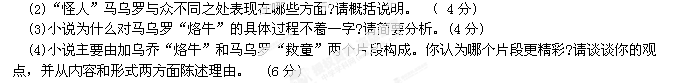 (2)“怪人”马乌罗与众不同之处表现在哪些方面?请概括说明。 ( 4分)
(3)小说为什么对马乌罗“烙牛”的具体过程不着一字?请简要分析。(4分)
(4)小说主要由加乌乔“烙牛”和马乌罗“救童”两个片段构成。你认为哪个片段更精彩?请谈谈你的观
点，并从内容和形式两方面陈述理由。 (6分)